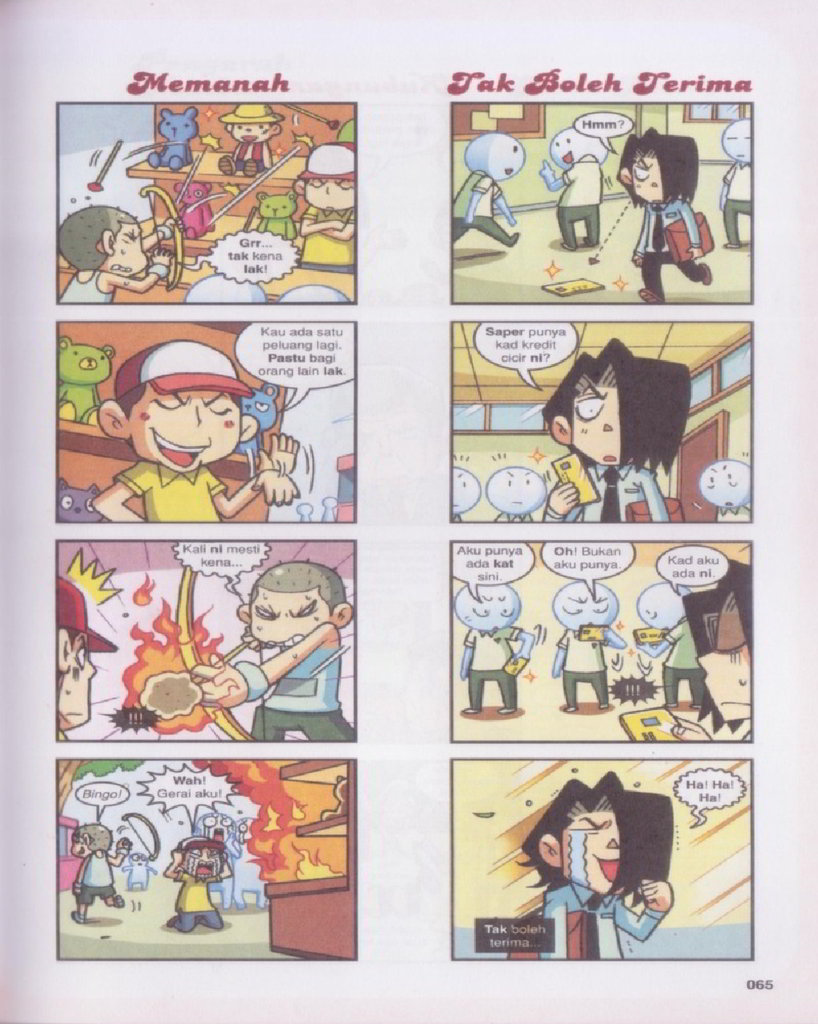 Memanah
Grr...
tak kena
lak!
Kau ada satu
peluang lagi.
Pastu bagi
orang lain lak.
Kali ni mesti
kena...
!!!
Bingo!
Wah!
Gerai aku!
Tak Boleh Terima
Hmm?
Saper punya
kad kredit
cicir ni?
Aku punya
ada kat
sini.
Oh! Bukan
aku punya.
Kad aku
ada ni.
!!!
Ha! Ha!
Ha!
Tak boleh
terima...
065